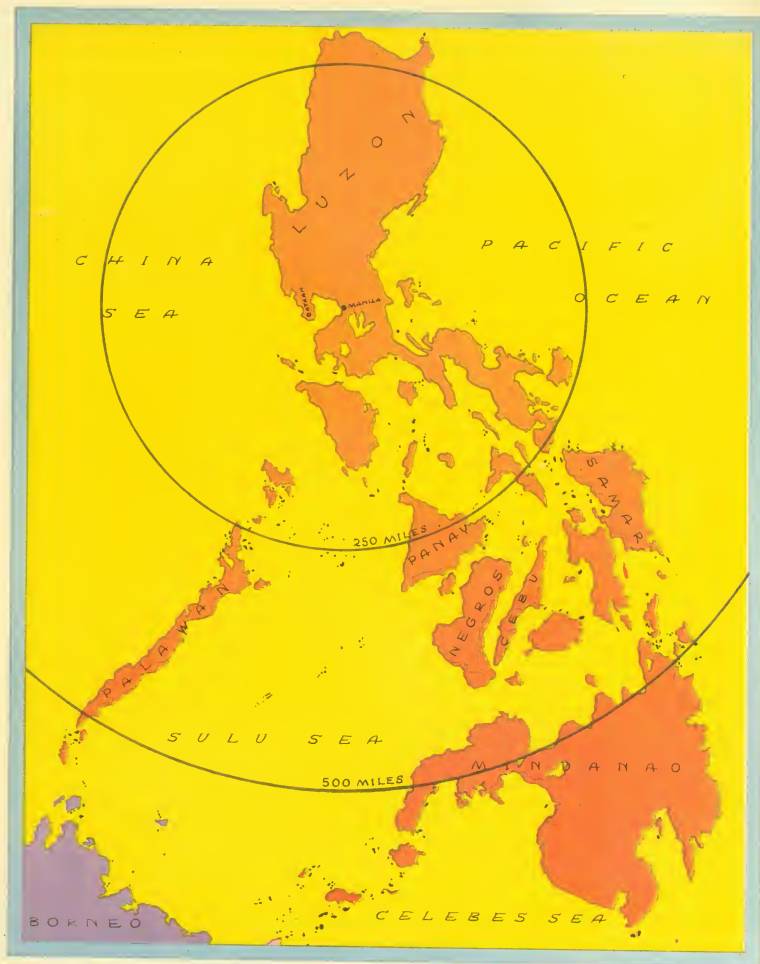 LUZON
CHINA
SEA
PACIFIC
OCEAN
BATAAN
MANILA
SAMAR
250 MILES
PANAY
NEGROS
CEBU
PALAWAN
SULU SEA
MINDANAO
500 MILES
BORNEO
CELEBES SEA